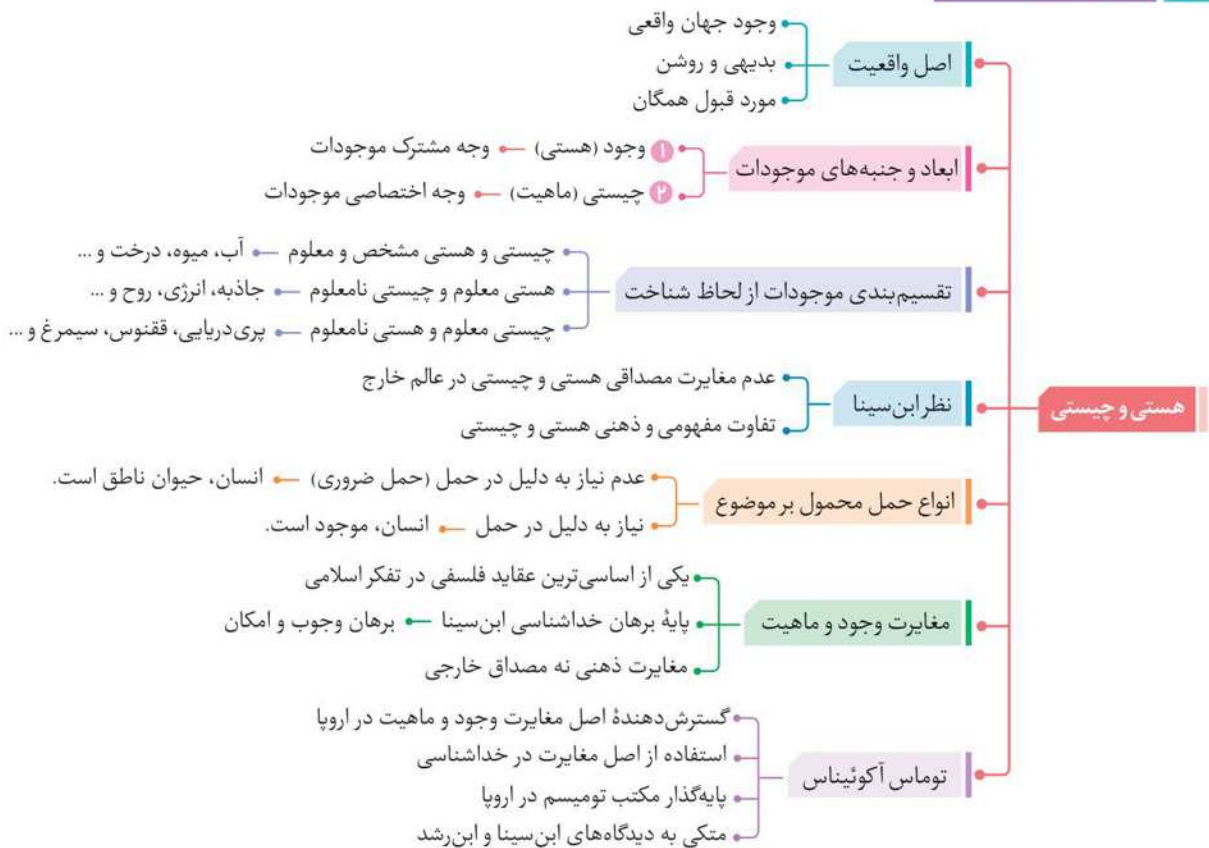 هستی و چیستی
اصل واقعیت
وجود جهان واقعی
بدیهی و روشن
مورد قبول همگان
ابعاد و جنبه‌های موجودات
۱ وجود (هستی) وجه مشترک موجودات
۲ چیستی (ماهیت) وجه اختصاصی موجودات
تقسیم‌بندی موجودات از لحاظ شناخت
چیستی و هستی مشخص و معلوم آب، میوه، درخت و ...
هستی معلوم و چیستی نامعلوم جاذبه، انرژی، روح و ...
چیستی معلوم و هستی نامعلوم پری‌دریایی، ققنوس، سیمرغ و ...
نظر ابن‌سینا
عدم مغایرت مصداقی هستی و چیستی در عالم خارج
تفاوت مفهومی و ذهنی هستی و چیستی
انواع حمل محمول بر موضوع
عدم نیاز به دلیل در حمل (حمل ضروری) انسان، حیوان ناطق است.
نیاز به دلیل در حمل انسان، موجود است.
مغایرت وجود و ماهیت
یکی از اساسی‌ترین عقاید فلسفی در تفکر اسلامی
پایهٔ برهان خداشناسی ابن‌سینا برهان وجوب و امکان
مغایرت ذهنی نه مصداق خارجی
توماس آکوئیناس
گسترش‌دهندهٔ اصل مغایرت وجود و ماهیت در اروپا
استفاده از اصل مغایرت در خداشناسی
پایه‌گذار مکتب تومیسم در اروپا
متکی به دیدگاه‌های ابن‌سینا و ابن‌رشد